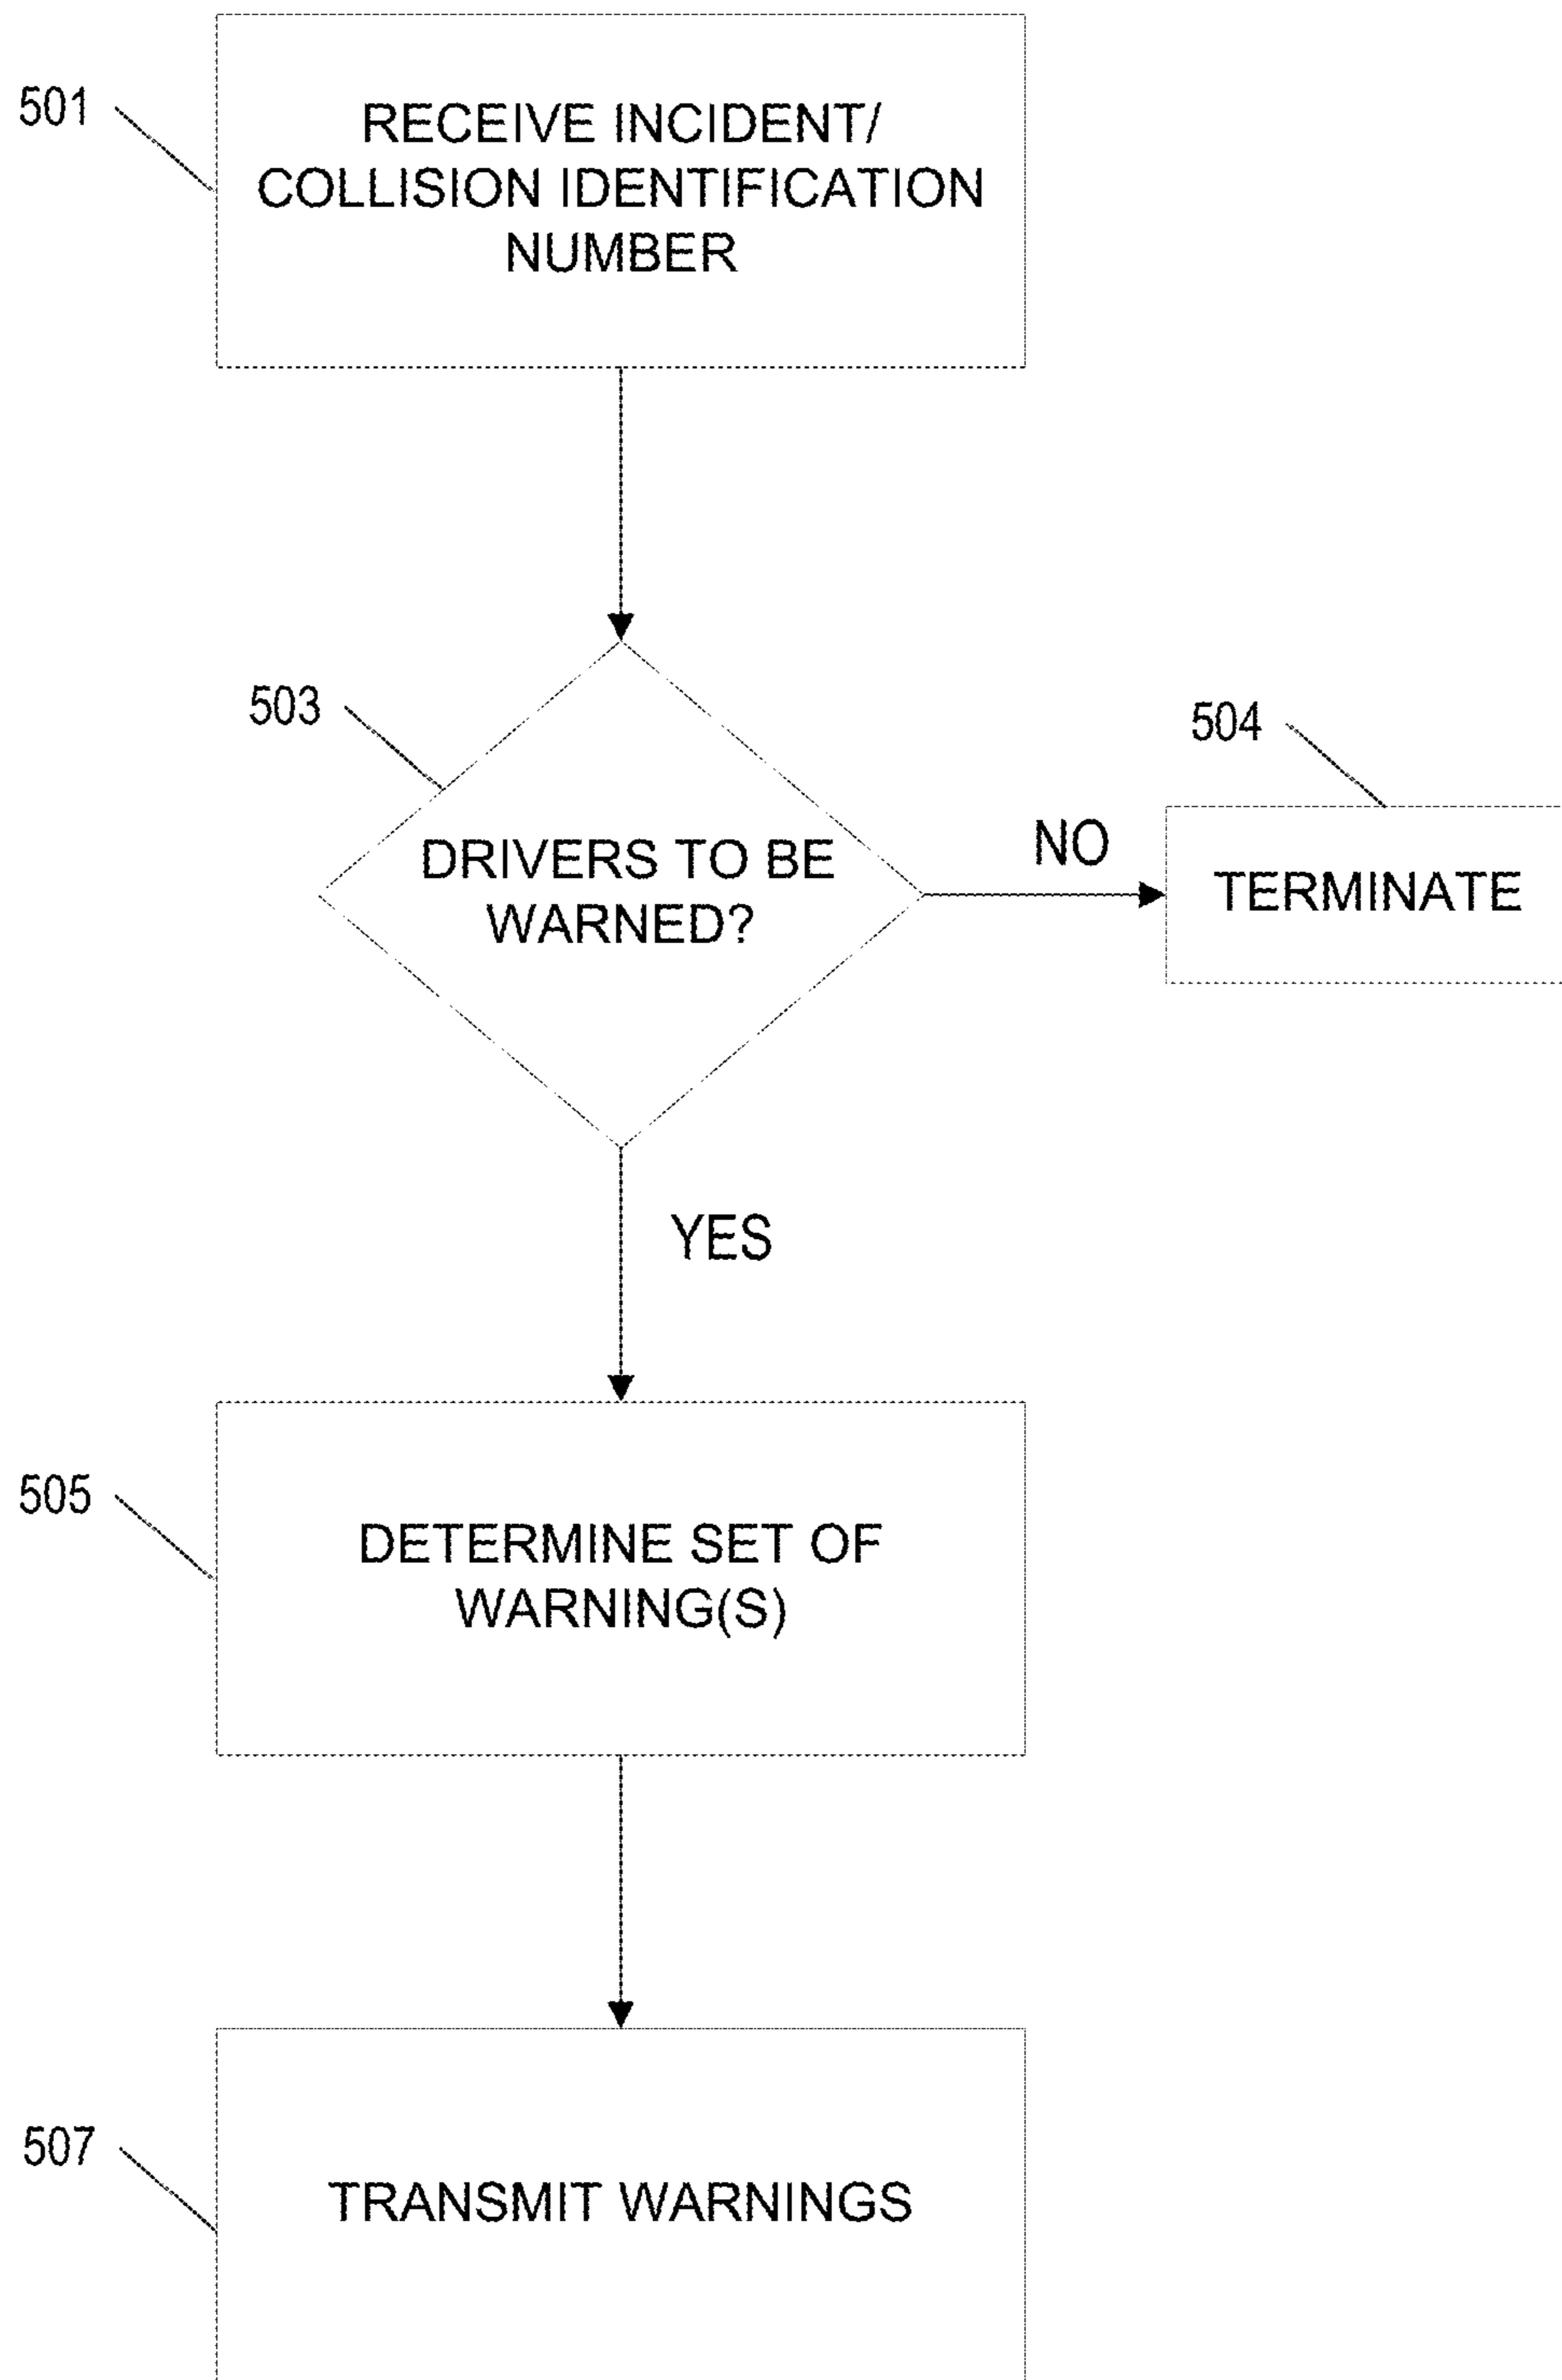 501
RECEIVE INCIDENT/
COLLISION IDENTIFICATION
NUMBER
503
DRIVERS TO BE
WARNED?
NO
504
TERMINATE
YES
505
DETERMINE SET OF
WARNING(S)
507
TRANSMIT WARNINGS